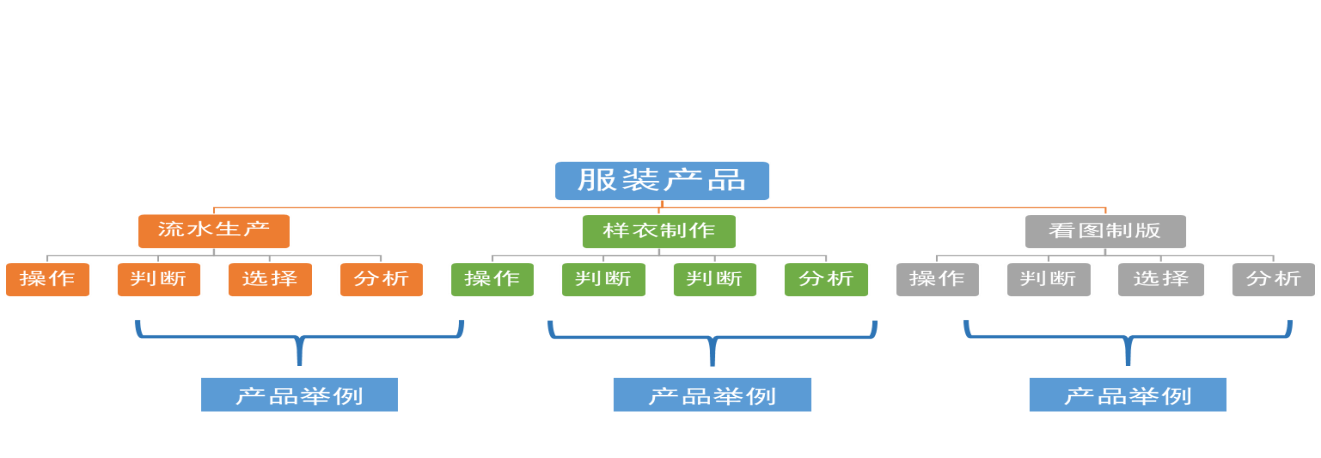 服装产品
流水生产 样衣制作 看图制版
操作 判断 选择 分析 操作 判断 判断 分析 操作 判断 选择 分析
产品举例 产品举例 产品举例